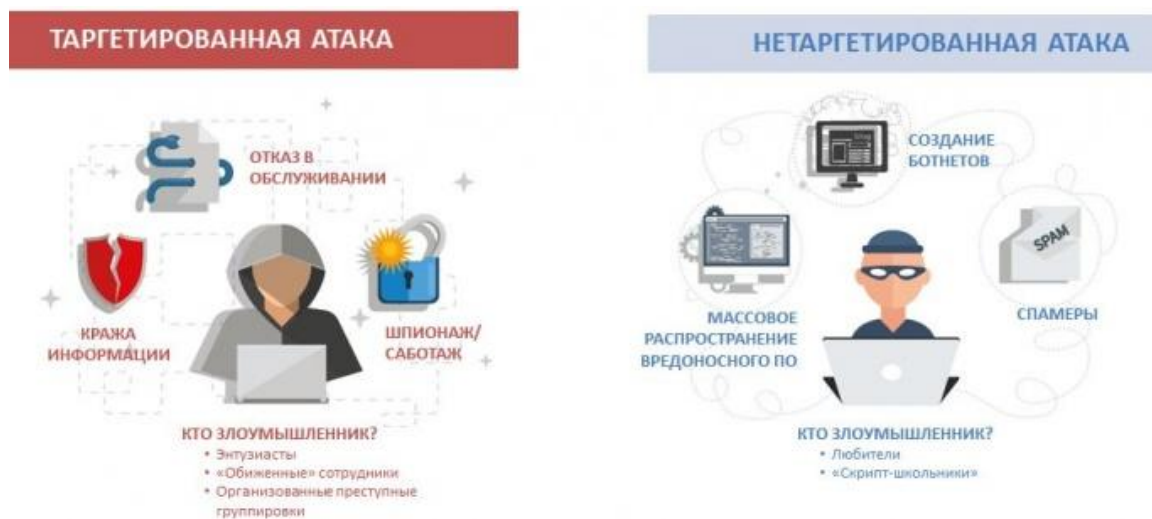 ТАРГЕТИРОВАННАЯ АТАКА
ОТКАЗ В
ОБСЛУЖИВАНИИ
КРАЖА
ИНФОРМАЦИИ
ШПИОНАЖ/
САБОТАЖ
КТО ЗЛОУМЫШЛЕННИК?
• Энтузиасты
• «Обиженные» сотрудники
• Организованные преступные
группировки
НЕТАРГЕТИРОВАННАЯ АТАКА
СОЗДАНИЕ
БОТНЕТОВ
SPAM
МАССОВОЕ
РАСПРОСТРАНЕНИЕ
ВРЕДОНОСНОГО ПО
СПАМЕРЫ
КТО ЗЛОУМЫШЛЕННИК?
• Любители
• «Скрипт-школьники»